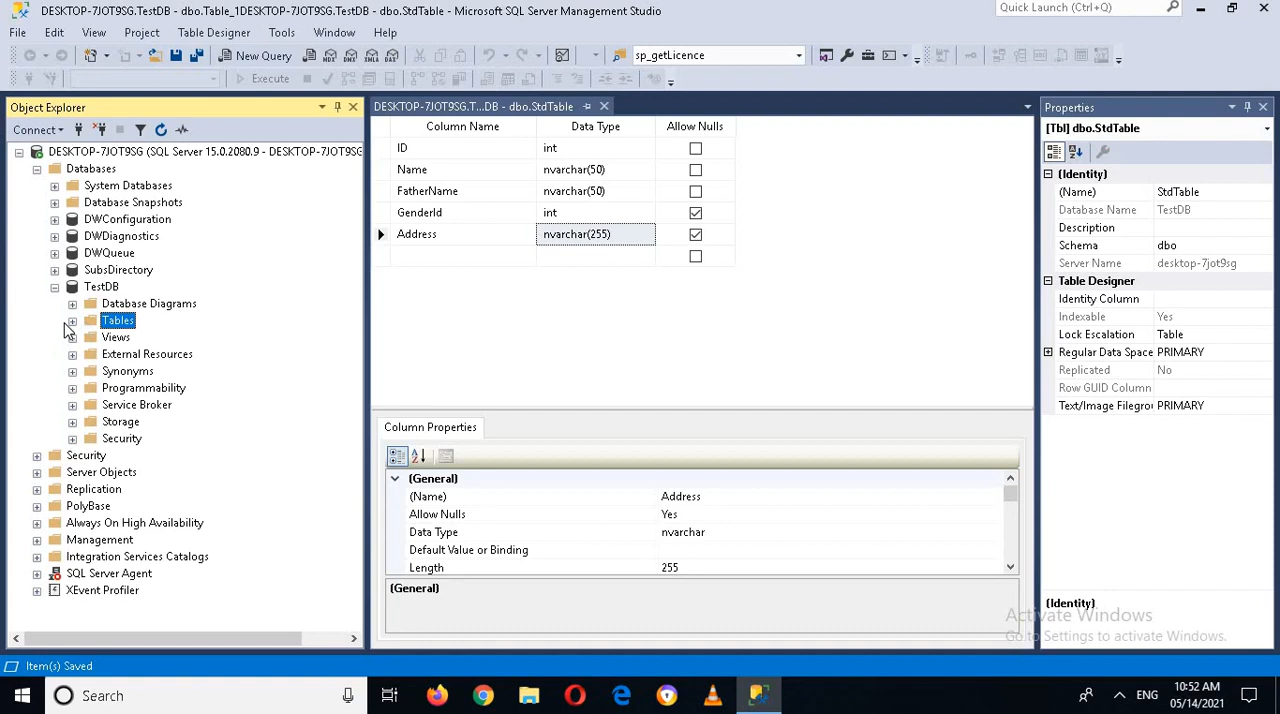 DESKTOP-7JOT9SG.TestDB - dbo.Table_1DESKTOP-7JOT9SG.TestDB - dbo.StdTable - Microsoft SQL Server Management Studio
Quick Launch (Ctrl+Q)
File Edit View Project Table Designer Tools Window Help
New Query
MDX DMX XMLA DAX
sp_getLicence
Execute
Object Explorer
Connect
DESKTOP-7JOT9SG (SQL Server 15.0.2080.9 - DESKTOP-7JOT9SG
Databases
System Databases
Database Snapshots
DWConfiguration
DWDiagnostics
DWQueue
SubsDirectory
TestDB
Database Diagrams
Tables
Views
External Resources
Synonyms
Programmability
Service Broker
Storage
Security
Security
Server Objects
Replication
PolyBase
Always On High Availability
Management
Integration Services Catalogs
SQL Server Agent
XEvent Profiler
DESKTOP-7JOT9SG.T...DB - dbo.StdTable
Column Name Data Type Allow Nulls
ID int
Name nvarchar(50)
FatherName nvarchar(50)
GenderId int
Address nvarchar(255)
Column Properties
(General)
(Name) Address
Allow Nulls Yes
Data Type nvarchar
Default Value or Binding
Length 255
(General)
Properties
[Tbl] dbo.StdTable
(Identity)
(Name) StdTable
Database Name TestDB
Description
Schema dbo
Server Name desktop-7jot9sg
Table Designer
Identity Column
Indexable Yes
Lock Escalation Table
Regular Data Space PRIMARY
Replicated No
Row GUID Column
Text/Image Filegrou PRIMARY
(Identity)
Activate Windows
Go to Settings to activate Windows.
Item(s) Saved
Search
ENG
10:52 AM
05/14/2021